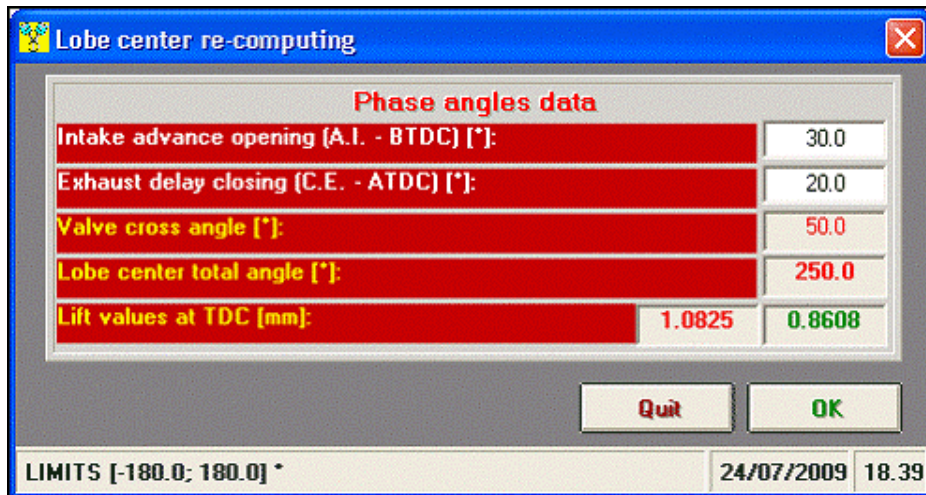 Lobe center re-computing
Phase angles data
Intake advance opening (A.I. - BTDC) [°]: 30.0
Exhaust delay closing (C.E. - ATDC) [°]: 20.0
Valve cross angle [°]: 50.0
Lobe center total angle [°]: 250.0
Lift values at TDC [mm]: 1.0825 0.8608
Quit OK
LIMITS [-180.0; 180.0] ° 24/07/2009 18.39